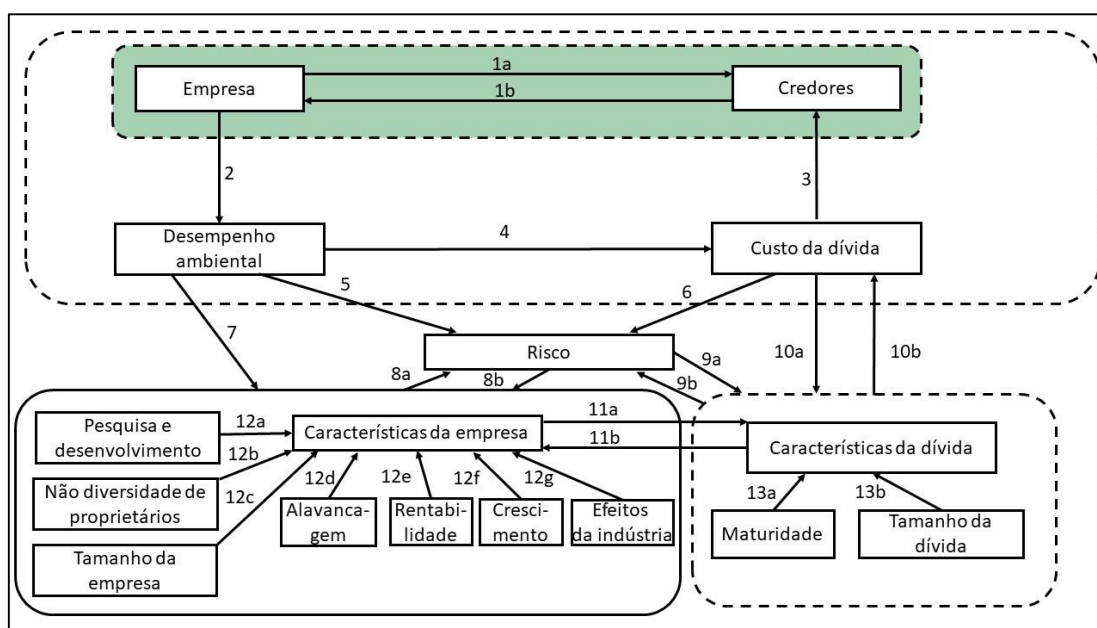 1a
Empresa
Credores
1b
2
3
Desempenho
ambiental
4
Custo da dívida
5
6
7
Risco
8a
8b
9a
9b
10a
10b
Pesquisa e
desenvolvimento
12a
Características da empresa
11a
11b
Características da dívida
12b
Não diversidade de
proprietários
12c
12d
12e
12f
12g
Alavanca-
gem
Rentabi-
lidade
Cresci-
mento
Efeitos
da indústria
13a
13b
Maturidade
Tamanho da
dívida
Tamanho da
empresa